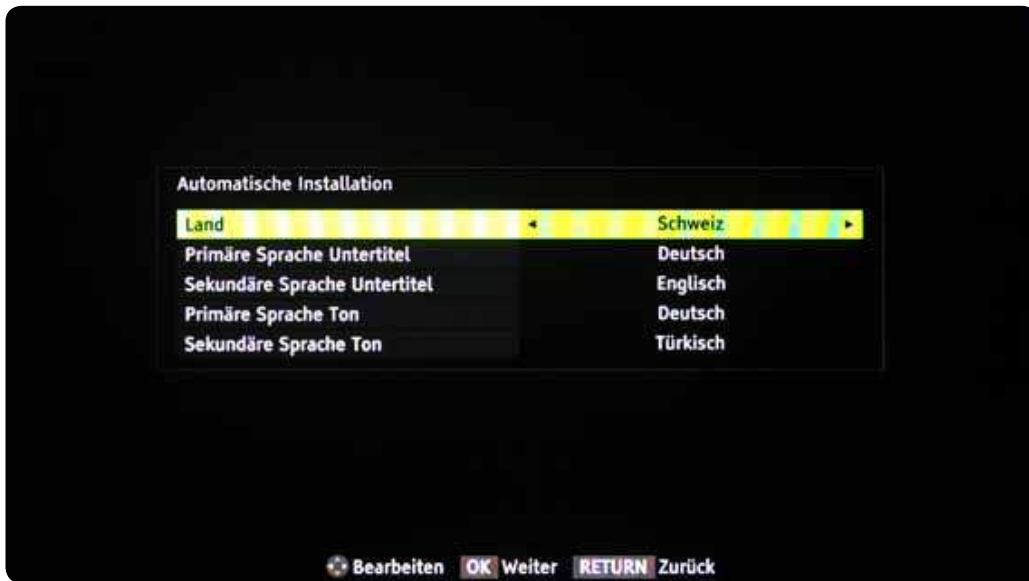 Automatische Installation
Land ◄ Schweiz ►
Primäre Sprache Untertitel Deutsch
Sekundäre Sprache Untertitel Englisch
Primäre Sprache Ton Deutsch
Sekundäre Sprache Ton Türkisch
Bearbeiten OK Weiter RETURN Zurück